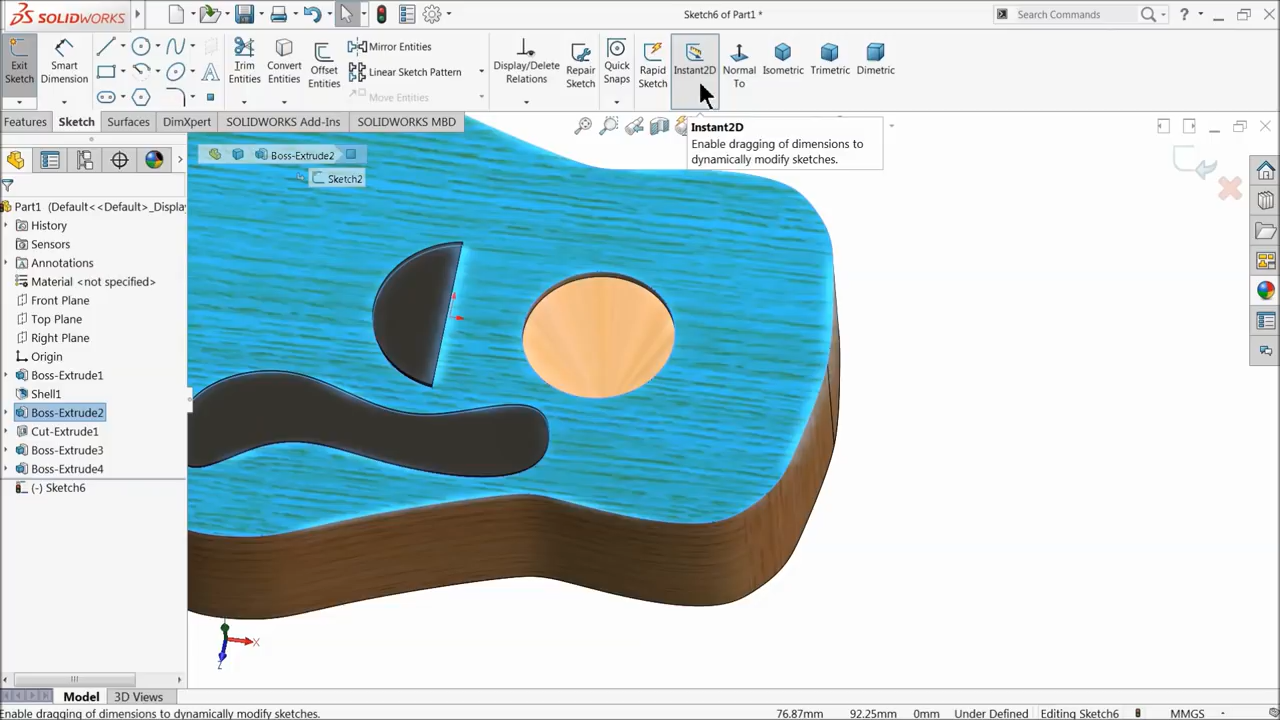 SOLIDWORKS
Sketch6 of Part1 *
Search Commands
?
Exit
Sketch
Smart
Dimension
Trim
Entities
Convert
Entities
Offset
Entities
Mirror Entities
Linear Sketch Pattern
Move Entities
Display/Delete
Relations
Repair
Sketch
Quick
Snaps
Rapid
Sketch
Instant2D
Normal
To
Isometric
Trimetric
Dimetric
Features
Sketch
Surfaces
DimXpert
SOLIDWORKS Add-Ins
SOLIDWORKS MBD
Instant2D
Enable dragging of dimensions to
dynamically modify sketches.
Boss-Extrude2
Sketch2
Part1 (Default<<Default>_Display
History
Sensors
Annotations
Material <not specified>
Front Plane
Top Plane
Right Plane
Origin
Boss-Extrude1
Shell1
Boss-Extrude2
Cut-Extrude1
Boss-Extrude3
Boss-Extrude4
(-) Sketch6
X
Z
Model
3D Views
Enable dragging of dimensions to dynamically modify sketches.
76.87mm
92.25mm
0mm
Under Defined
Editing Sketch6
MMGS